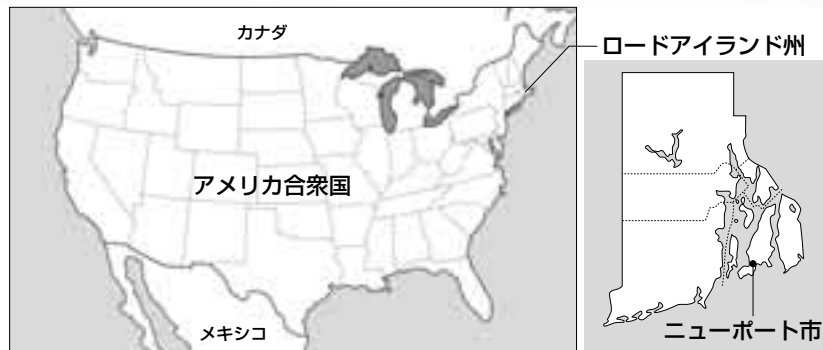 カナダ
ロードアイランド州
アメリカ合衆国
メキシコ
ニューポート市